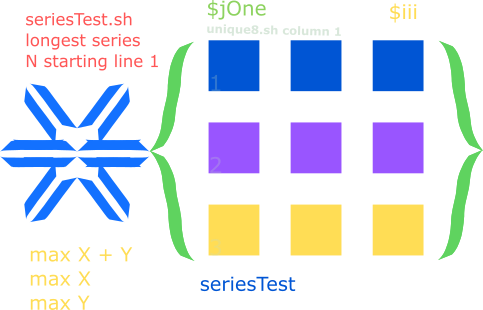 $jOne
$iii
seriesTest.sh
longest series
N starting line 1
unique8.sh column 1
1
2
max X + Y
max X
max Y
seriesTest